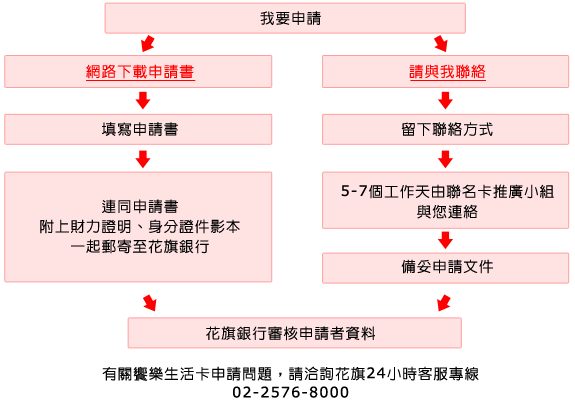 我要申請
網路下載申請書
請與我聯絡
填寫申請書
留下聯絡方式
連同申請書
附上財力證明、身分證件影本
一起郵寄至花旗銀行
5-7個工作天由聯名卡推廣小組
與您連絡
備妥申請文件
花旗銀行審核申請者資料
有關饗樂生活卡申請問題，請洽詢花旗24小時客服專線
02-2576-8000